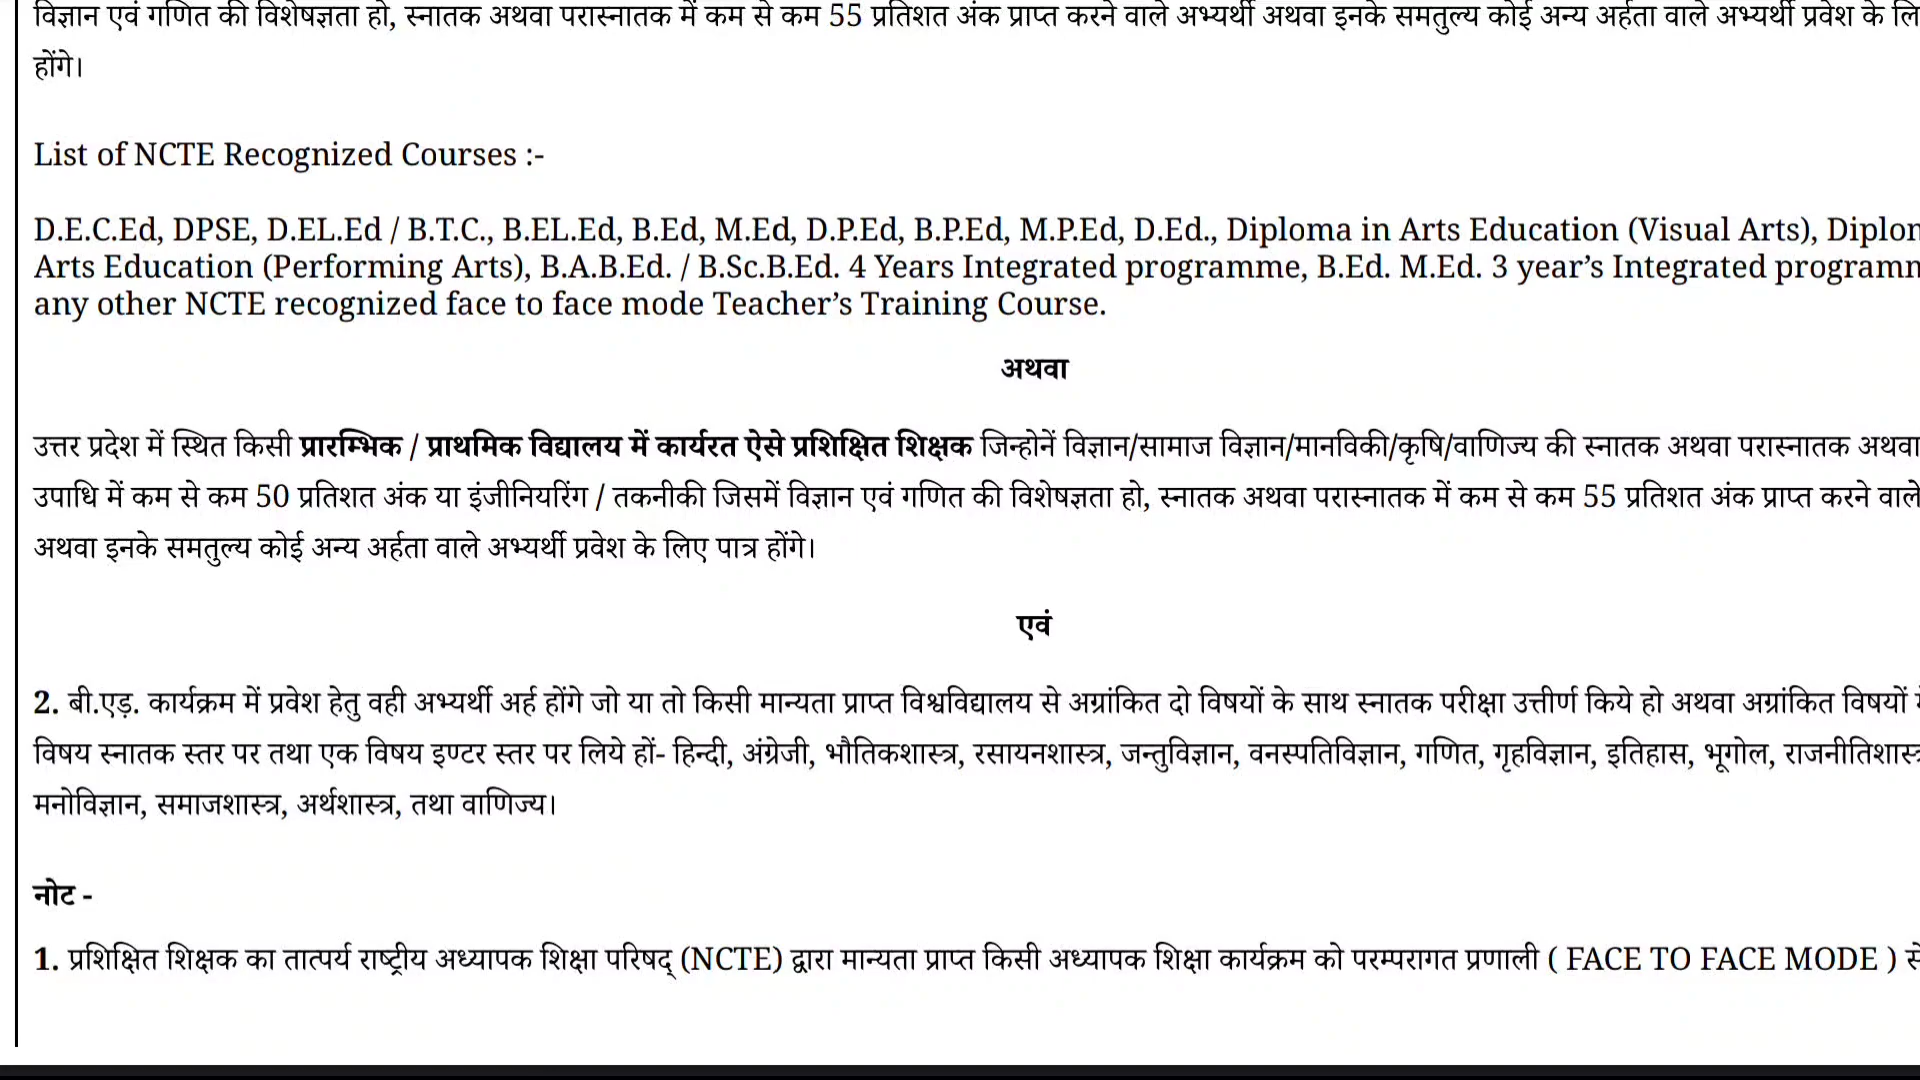 विज्ञान एवं गणित की विशेषज्ञता हो, स्नातक अथवा परास्नातक में कम से कम 55 प्रतिशत अंक प्राप्त करने वाले अभ्यर्थी अथवा इनके समतुल्य कोई अन्य अर्हता वाले अभ्यर्थी प्रवेश के
होंगे।
List of NCTE Recognized Courses :-
D.E.C.Ed, DPSE, D.EL.Ed / B.T.C., B.EL.Ed, B.Ed, M.Ed, D.P.Ed, B.P.Ed, M.P.Ed, D.Ed., Diploma in Arts Education (Visual Arts),
Arts Education (Performing Arts), B.A.B.Ed. / B.Sc.B.Ed. 4 Years Integrated programme, B.Ed. M.Ed. 3 year’s Integrated
any other NCTE recognized face to face mode Teacher’s Training Course.
अथवा
उत्तर प्रदेश में स्थित किसी प्रारम्भिक / प्राथमिक विद्यालय में कार्यरत ऐसे प्रशिक्षित शिक्षक जिन्होनें विज्ञान/सामाज विज्ञान/मानविकी/कृषि/वाणिज्य की स्नातक अथवा परास्नातक अथवा
उपाधि में कम से कम 50 प्रतिशत अंक या इंजीनियरिंग / तकनीकी जिसमें विज्ञान एवं गणित की विशेषज्ञता हो, स्नातक अथवा परास्नातक में कम से कम 55 प्रतिशत अंक प्राप्त करने वाले
अथवा इनके समतुल्य कोई अन्य अर्हता वाले अभ्यर्थी प्रवेश के लिए पात्र होंगे।
एवं
2. बी.एड़. कार्यक्रम में प्रवेश हेतु वही अभ्यर्थी अर्ह होंगे जो या तो किसी मान्यता प्राप्त विश्वविद्यालय से अग्रांकित दो विषयों के साथ स्नातक परीक्षा उत्तीर्ण किये हो अथवा अग्रांकित विषयों
विषय स्नातक स्तर पर तथा एक विषय इण्टर स्तर पर लिये हों- हिन्दी, अंग्रेजी, भौतिकशास्त्र, रसायनशास्त्र, जन्तुविज्ञान, वनस्पतिविज्ञान, गणित, गृहविज्ञान, इतिहास, भूगोल, राजनीतिशास्त्र
मनोविज्ञान, समाजशास्त्र, अर्थशास्त्र, तथा वाणिज्य।
नोट -
1. प्रशिक्षित शिक्षक का तात्पर्य राष्ट्रीय अध्यापक शिक्षा परिषद् (NCTE) द्वारा मान्यता प्राप्त किसी अध्यापक शिक्षा कार्यक्रम को परम्परागत प्रणाली ( FACE TO FACE MODE ) से